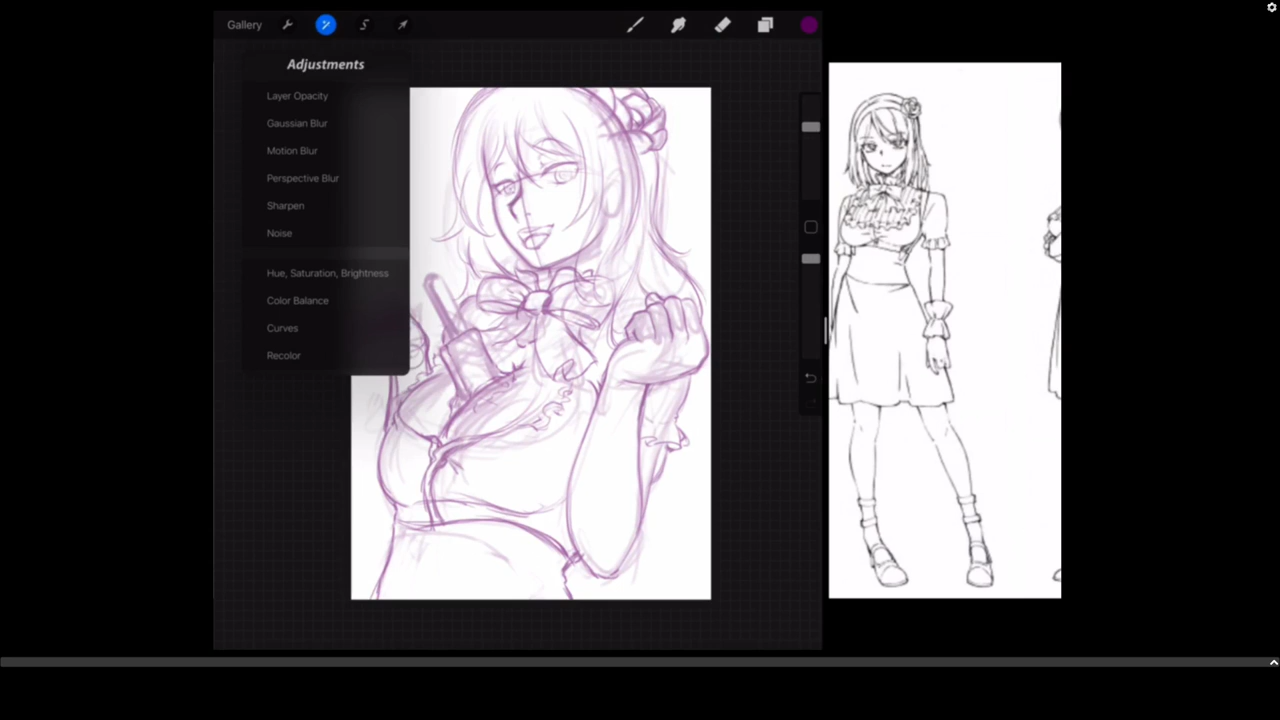 Gallery
Adjustments
Layer Opacity
Gaussian Blur
Motion Blur
Perspective Blur
Sharpen
Noise
Hue, Saturation, Brightness
Color Balance
Curves
Recolor